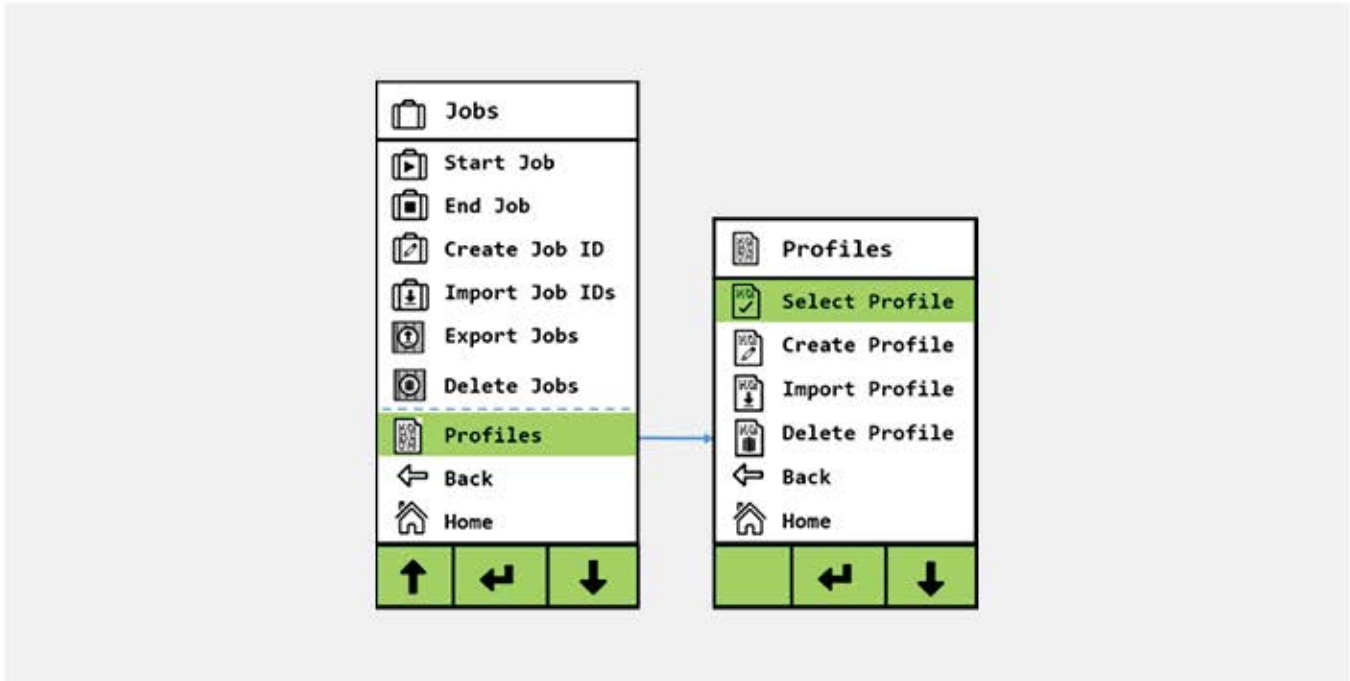 Jobs
Start Job
End Job
Create Job ID
Import Job IDs
Export Jobs
Delete Jobs
Profiles
Back
Home
Profiles
Select Profile
Create Profile
Import Profile
Delete Profile
Back
Home